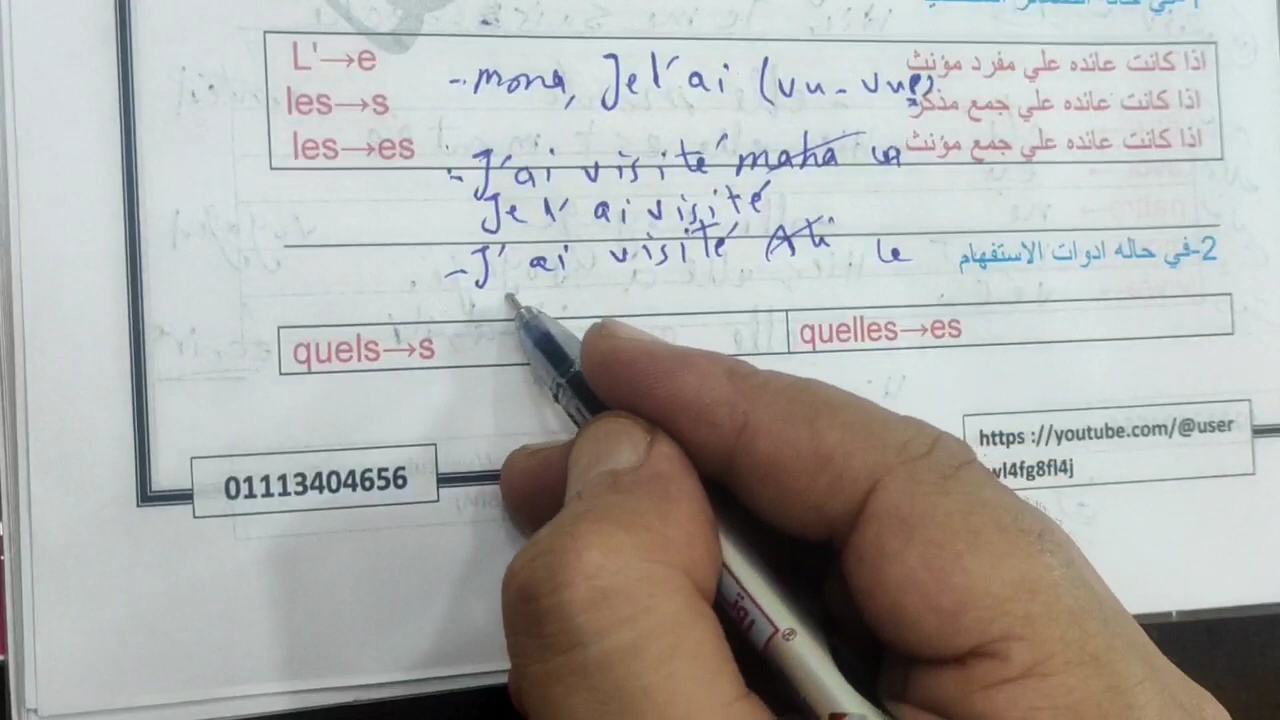 L'→e اذا كانت عائده علي مفرد مؤنث
- mona, Je l'ai (vu - vue)
les→s اذا كانت عائده علي جمع مذكر
les→es اذا كانت عائده علي جمع مؤنث
- J'ai visité maha la
Je l'ai visité
- J'ai visité Ali le
2-في حاله ادوات الاستفهام
quels→s quelles→es
01113404656
https ://youtube.com/@user
wl4fg8fl4j